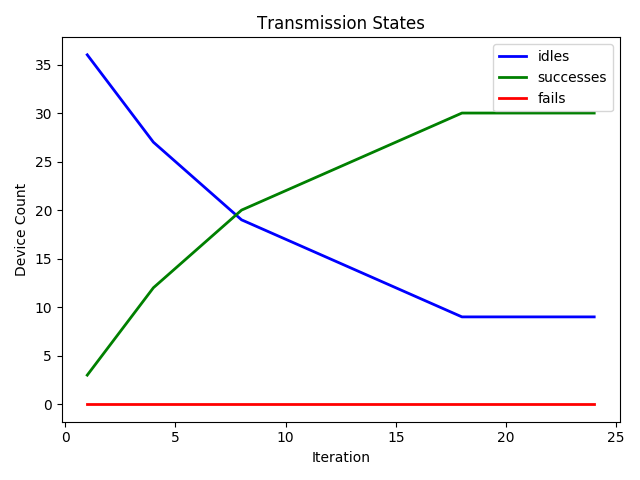 Transmission States
idles
successes
fails
Device Count
35
30
25
20
15
10
5
0
0 5 10 15 20 25
Iteration